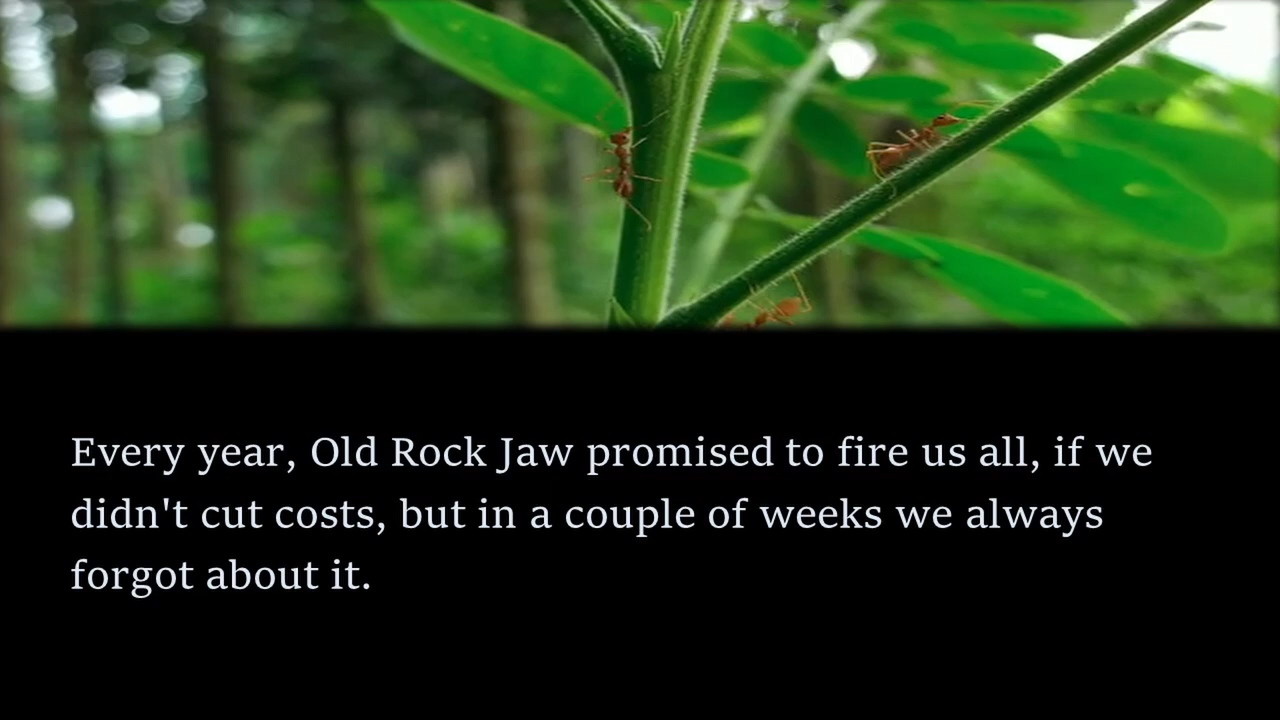 Every year, Old Rock Jaw promised to fire us all, if we
didn't cut costs, but in a couple of weeks we always
forgot about it.